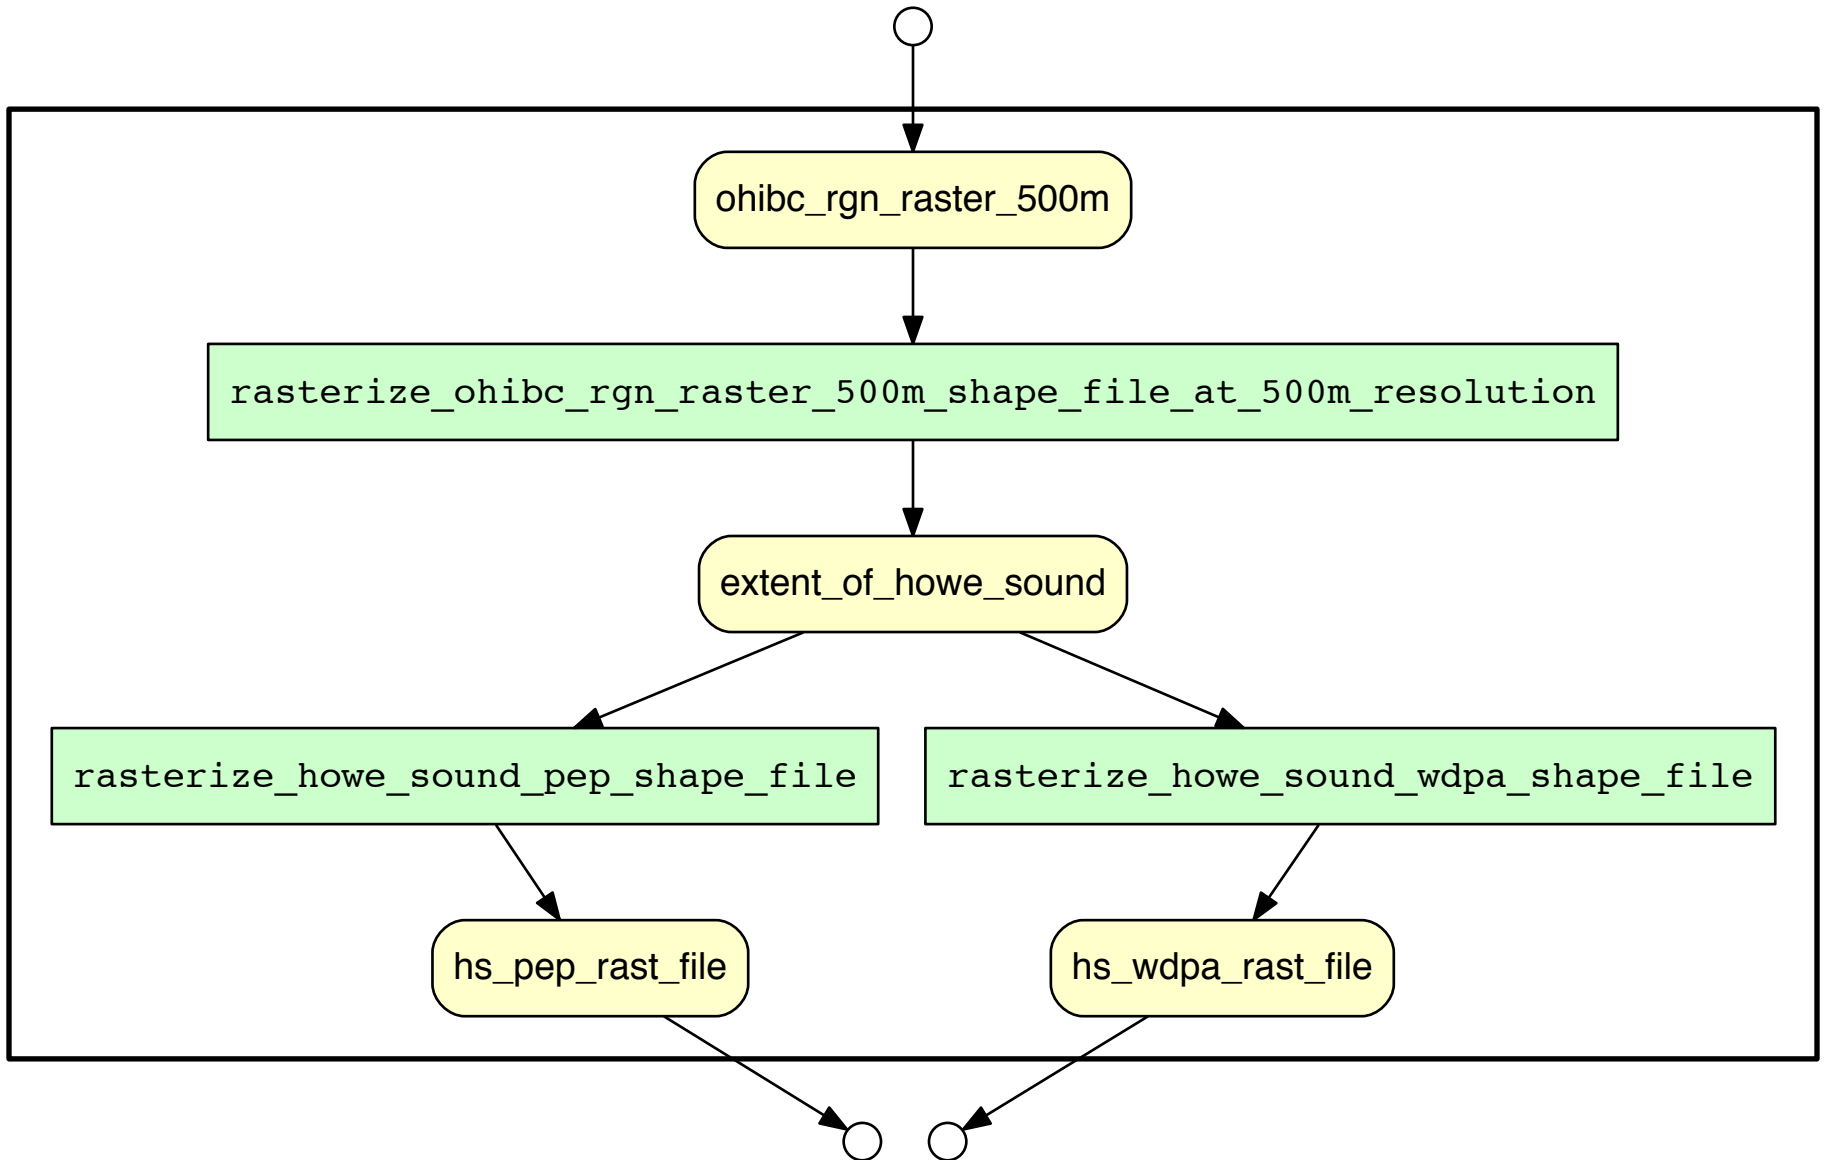 ohibc_rgn_raster_500m
rasterize_ohibc_rgn_raster_500m_shape_file_at_500m_resolution
extent_of_howe_sound
rasterize_howe_sound_pep_shape_file
rasterize_howe_sound_wdpa_shape_file
hs_pep_rast_file
hs_wdpa_rast_file